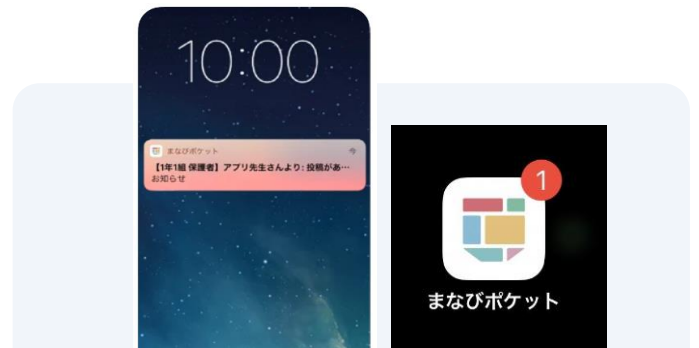 10:00
まなびポケット
【1年1組 保護者】アプリ先生さんより: 投稿があ…
お知らせ
1
まなびポケット